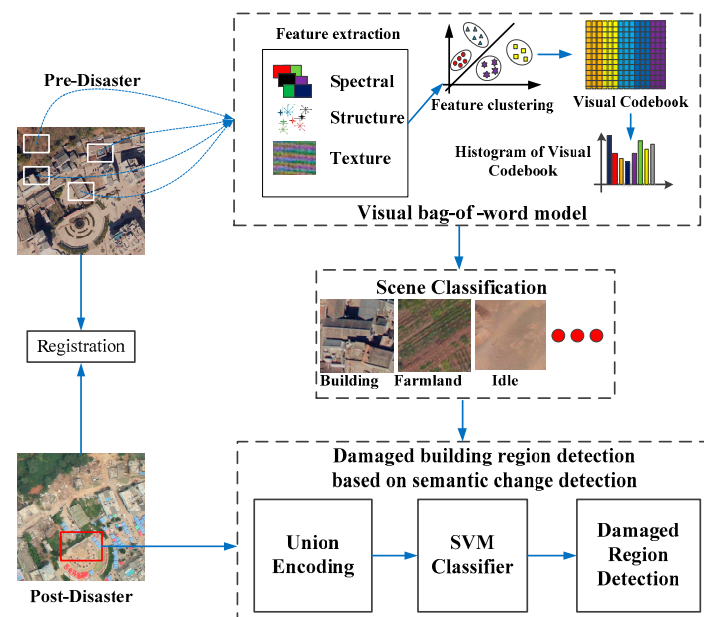 Pre-Disaster
Feature extraction
Spectral
Structure
Texture
Feature clustering
Visual Codebook
Histogram of Visual
Codebook
Visual bag-of -word model
Registration
Scene Classification
Building
Farmland
Idle
Post-Disaster
Damaged building region detection
based on semantic change detection
Union
Encoding
SVM
Classifier
Damaged
Region
Detection